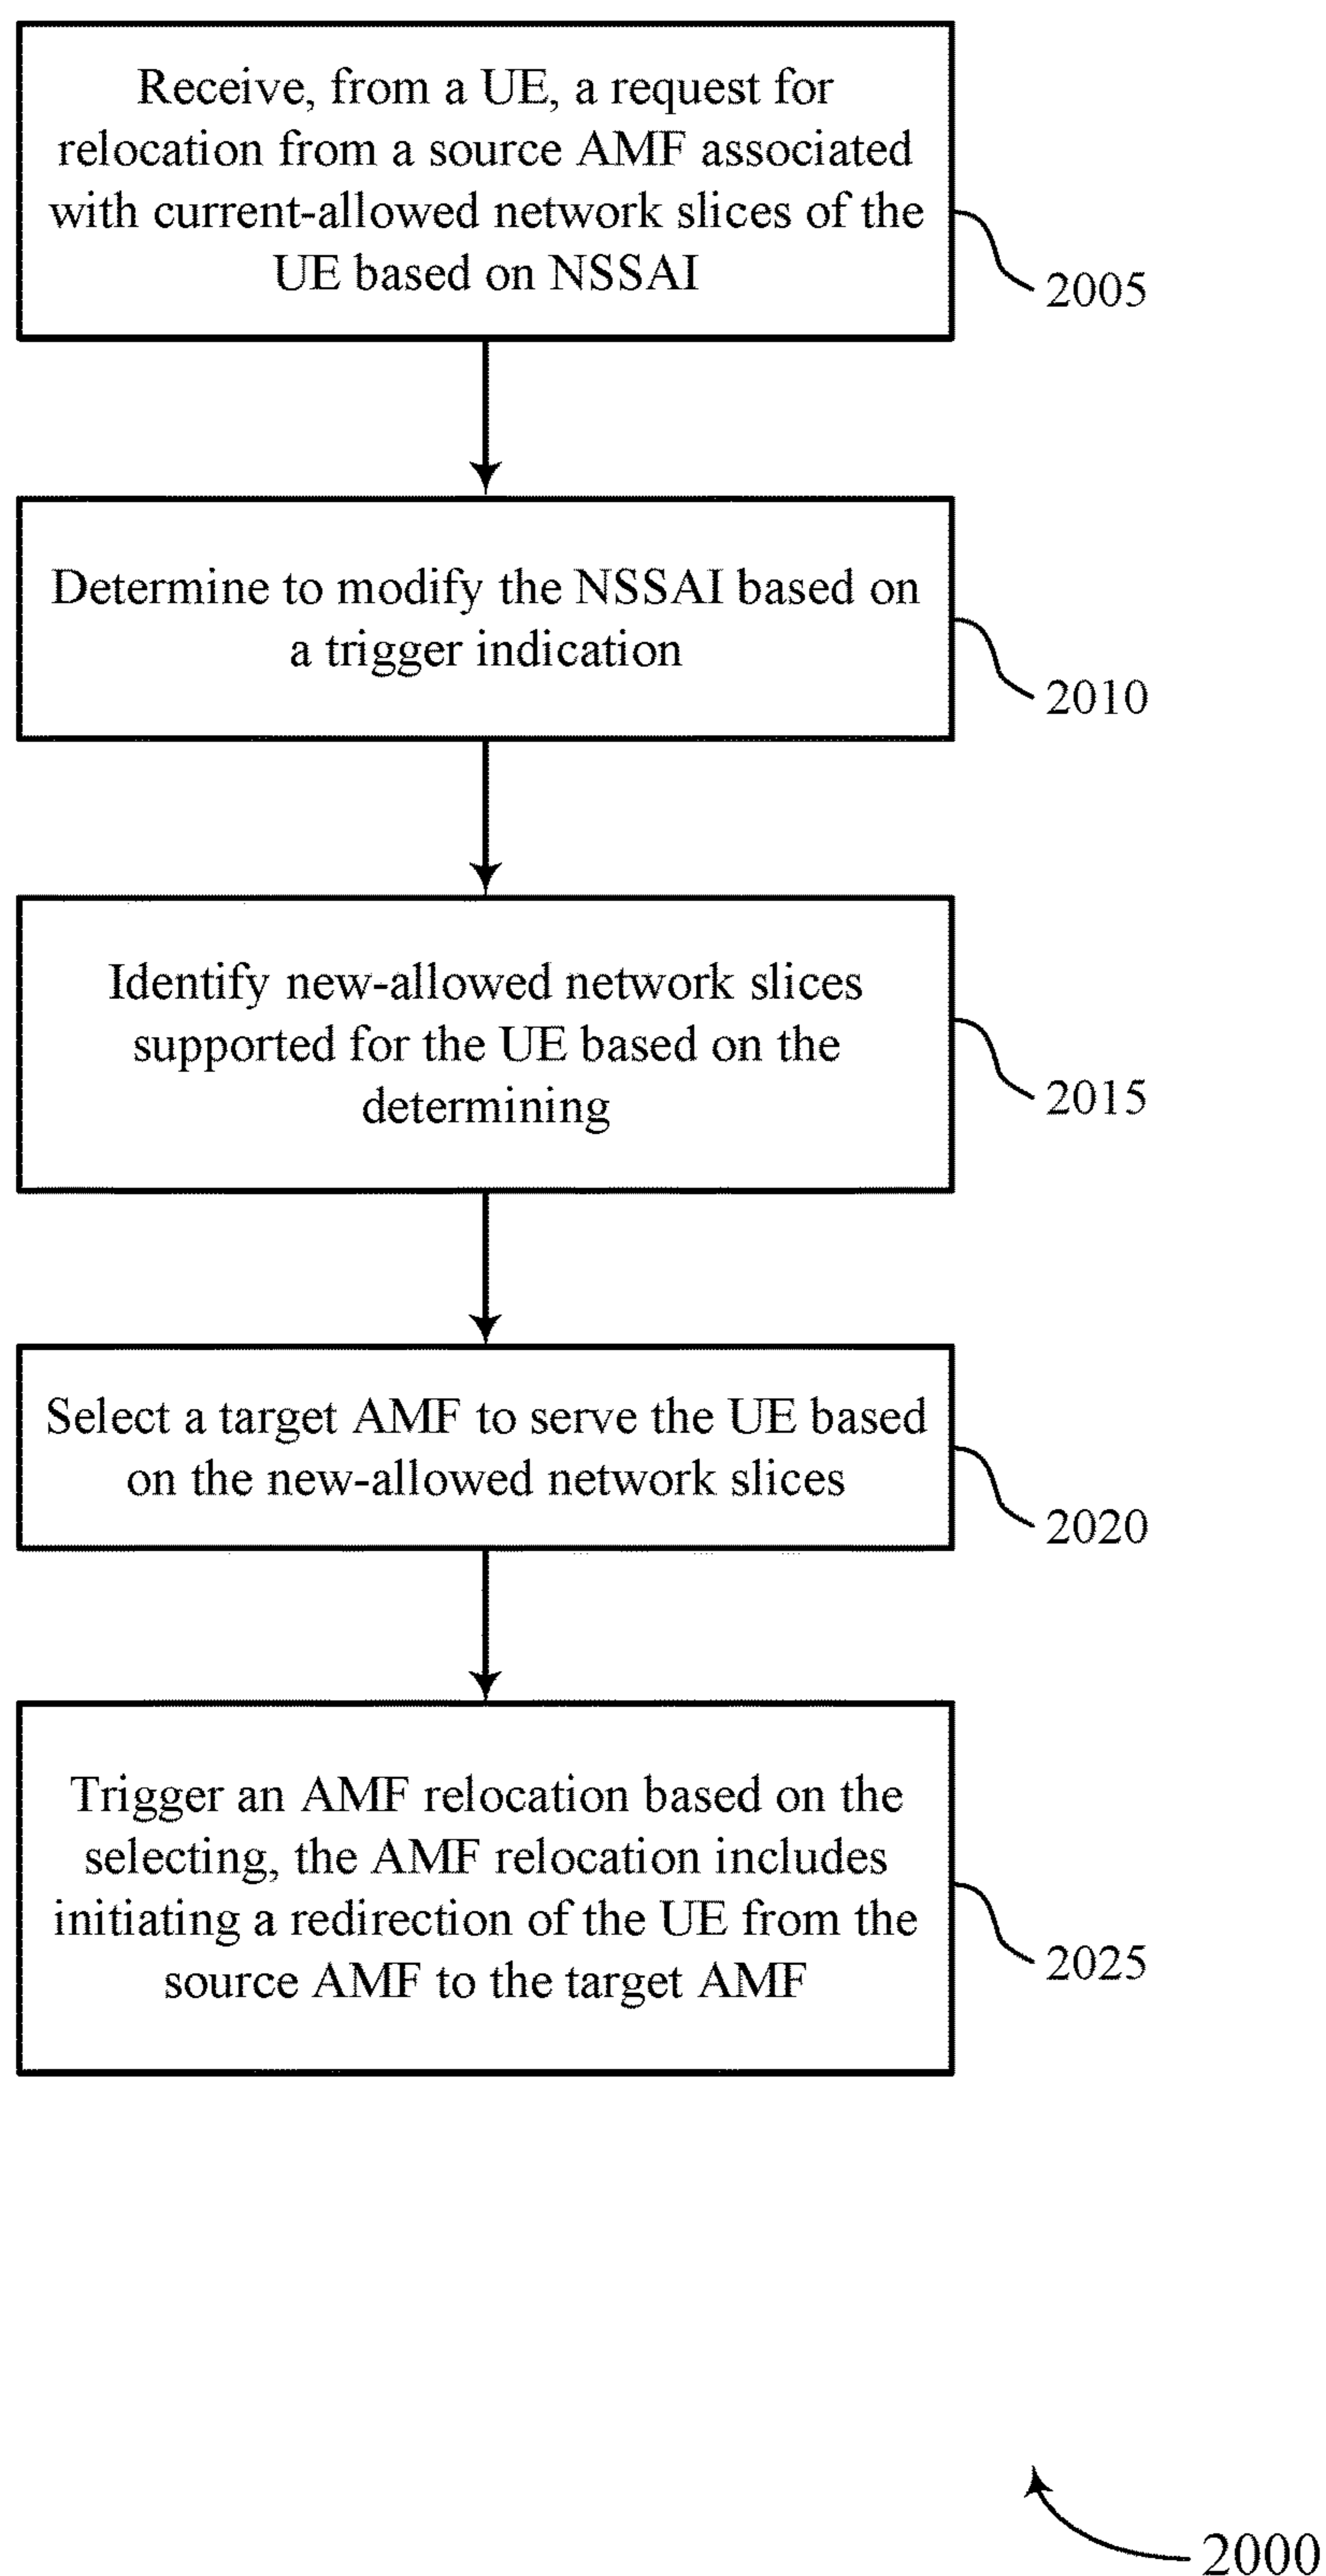 Receive, from a UE, a request for
relocation from a source AMF associated
with current-allowed network slices of the
UE based on NSSAI
2005
Determine to modify the NSSAI based on
a trigger indication
2010
Identify new-allowed network slices
supported for the UE based on the
determining
2015
Select a target AMF to serve the UE based
on the new-allowed network slices
2020
Trigger an AMF relocation based on the
selecting, the AMF relocation includes
initiating a redirection of the UE from the
source AMF to the target AMF
2025
2000